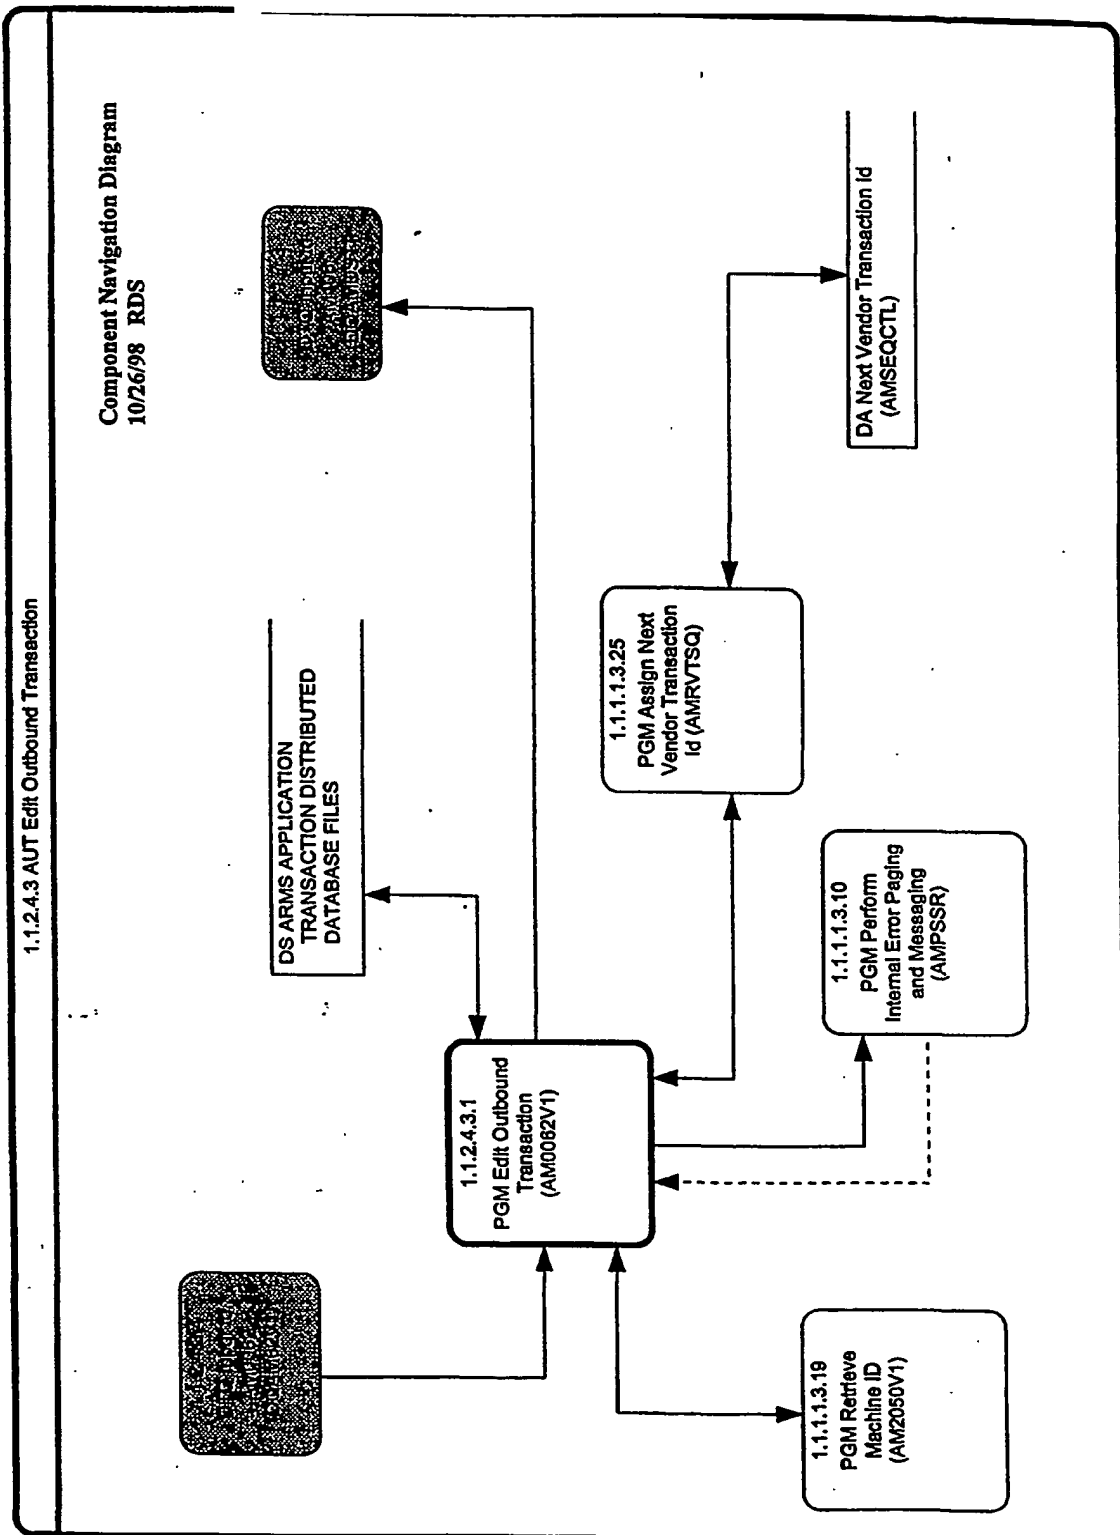 1.1.2.4.3 AUT Edit Outbound Transaction
Component Navigation Diagram
10/26/98 RDS
DS ARMS APPLICATION
TRANSACTION DISTRIBUTED
DATABASE FILES
1.1.2.4.3.1
PGM Edit Outbound
Transaction
(AM0062V1)
1.1.1.1.3.25
PGM Assign Next
Vendor Transaction
Id (AMRVTSQ)
DA Next Vendor Transaction Id
(AMSEQCTL)
1.1.1.1.3.10
PGM Perform
Internal Error Paging
and Messaging
(AMPSSR)
1.1.1.1.3.19
PGM Retrieve
Machine ID
(AM2050V1)